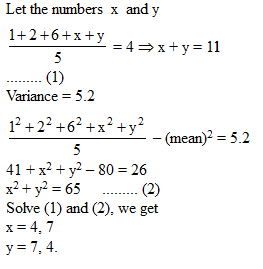 Let the numbers x and y
(1+2+6+x+y)/5 = 4 ⇒ x + y = 11
......... (1)
Variance = 5.2
(1² + 2² + 6² + x² + y²)/5 − (mean)² = 5.2
41 + x² + y² – 80 = 26
x² + y² = 65 ......... (2)
Solve (1) and (2), we get
x = 4, 7
y = 7, 4.